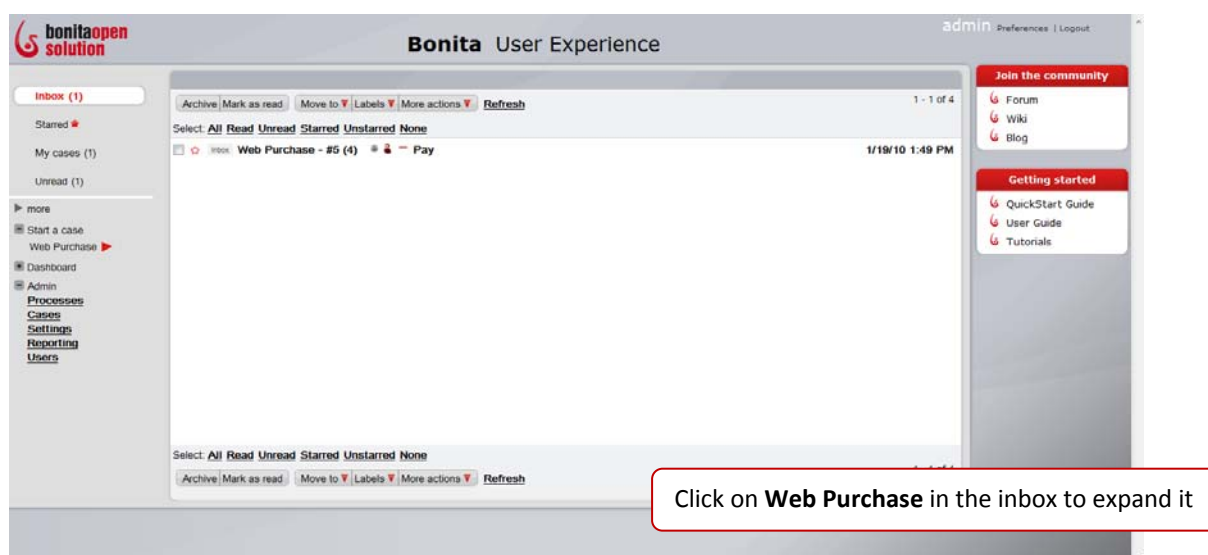 bonitaopen
solution
Bonita User Experience
admin Preferences | Logout
Inbox (1)
Starred
My cases (1)
Unread (1)
more
Start a case
Web Purchase
Dashboard
Admin
Processes
Cases
Settings
Reporting
Users
Archive Mark as read Move to Labels More actions Refresh
1 - 1 of 4
Select: All Read Unread Starred Unstarred None
Inbox Web Purchase - #5 (4) Pay 1/19/10 1:49 PM
Select: All Read Unread Starred Unstarred None
Archive Mark as read Move to Labels More actions Refresh
Join the community
Forum
Wiki
Blog
Getting started
QuickStart Guide
User Guide
Tutorials
Click on Web Purchase in the inbox to expand it